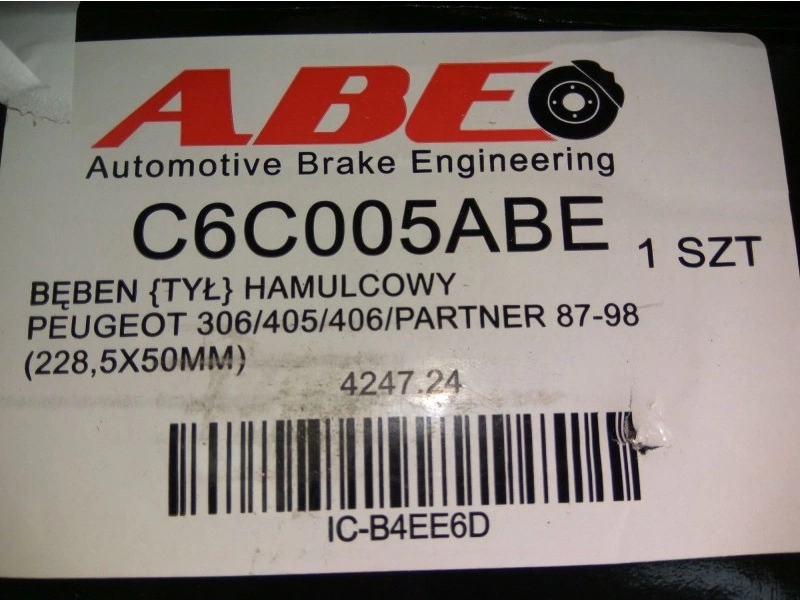 ABE
Automotive Brake Engineering
C6C005ABE 1 SZT
BĘBEN {TYŁ} HAMULCOWY
PEUGEOT 306/405/406/PARTNER 87-98
(228,5X50MM)
4247.24
IC-B4EE6D